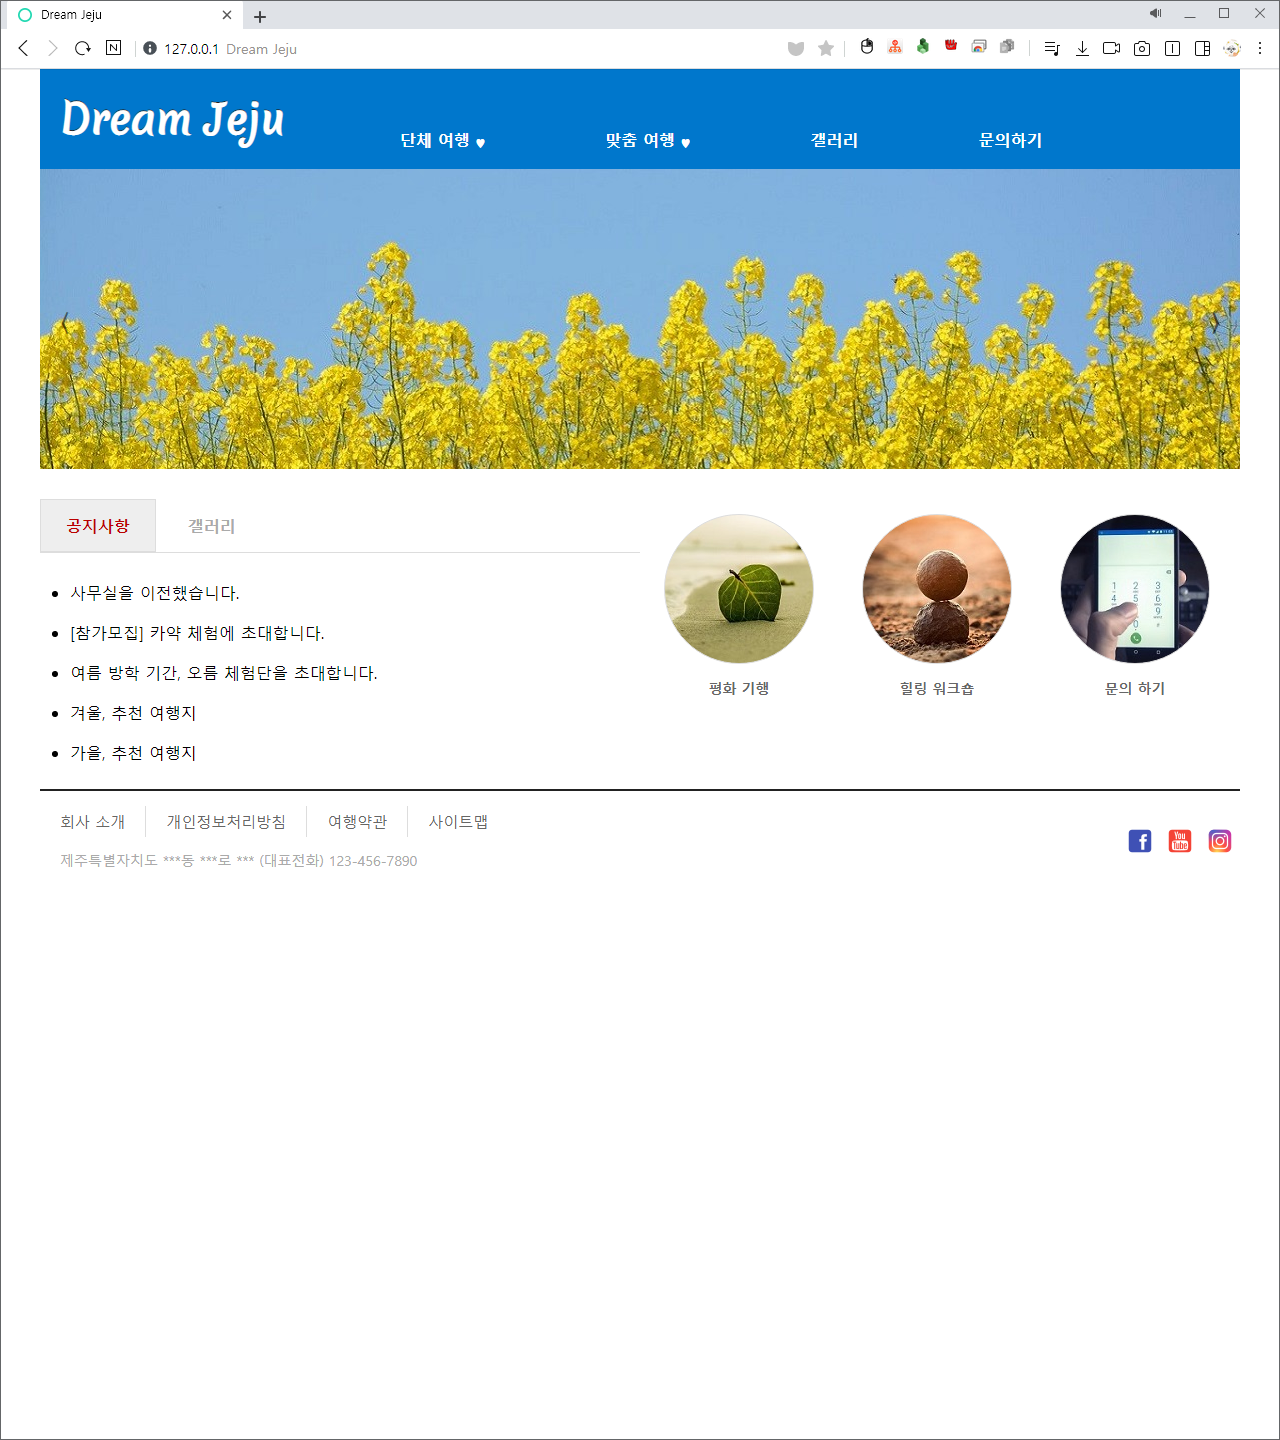 Dream Jeju
127.0.0.1 Dream Jeju
Dream Jeju
단체 여행 ♥ 맞춤 여행 ♥ 갤러리 문의하기
공지사항 갤러리
사무실을 이전했습니다.
[참가모집] 카약 체험에 초대합니다.
여름 방학 기간, 오름 체험단을 초대합니다.
겨울, 추천 여행지
가을, 추천 여행지
평화 기행 힐링 워크숍 문의 하기
회사 소개 개인정보처리방침 여행약관 사이트맵
제주특별자치도 ***동 ***로 *** (대표전화) 123-456-7890
You
Tube